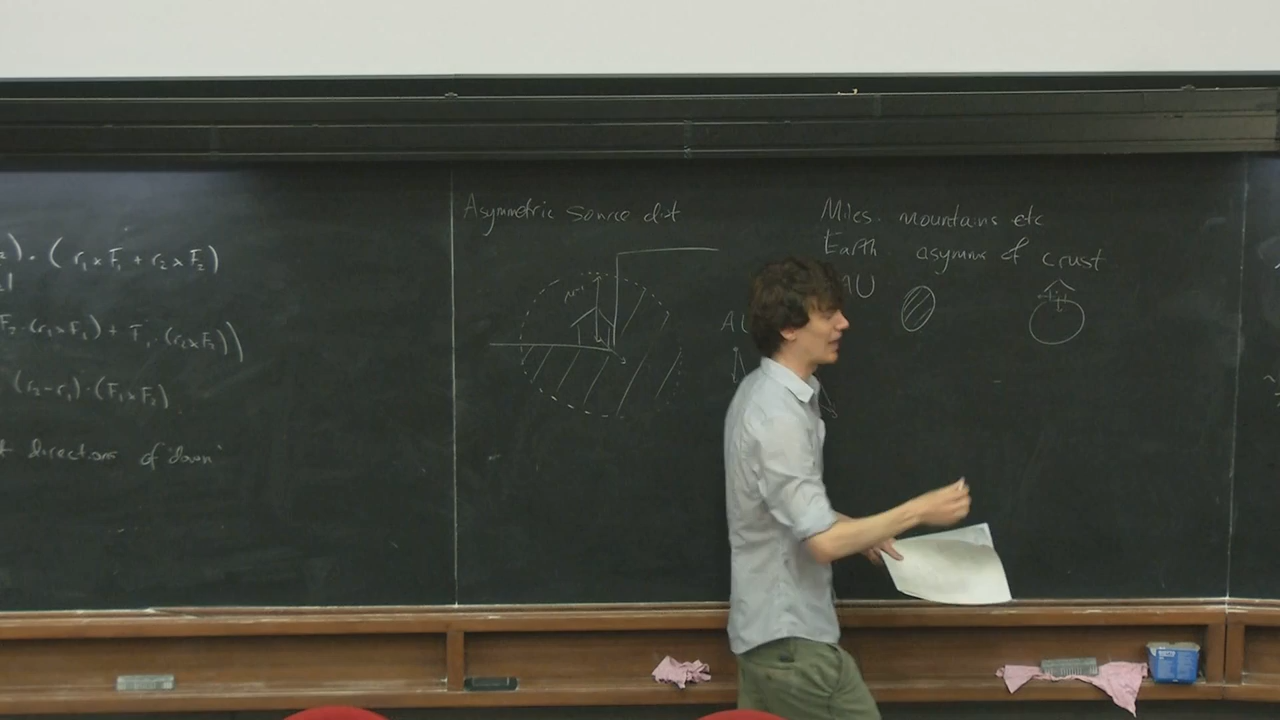 ). (r₁ x F₁ + r₂ x F₂)
F₂ . (r₁ x F₁) + F₁ . (r₂ x F₂))
(r₂ - r₁) . (F₁ x F₂)
directions of "down"
Asymmetric source dist
Miles. mountains etc
Earth asymm of crust
AU